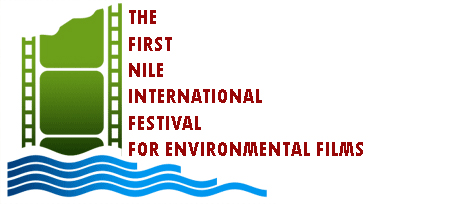 THE
FIRST
NILE
INTERNATIONAL
FESTIVAL
FOR ENVIRONMENTAL FILMS